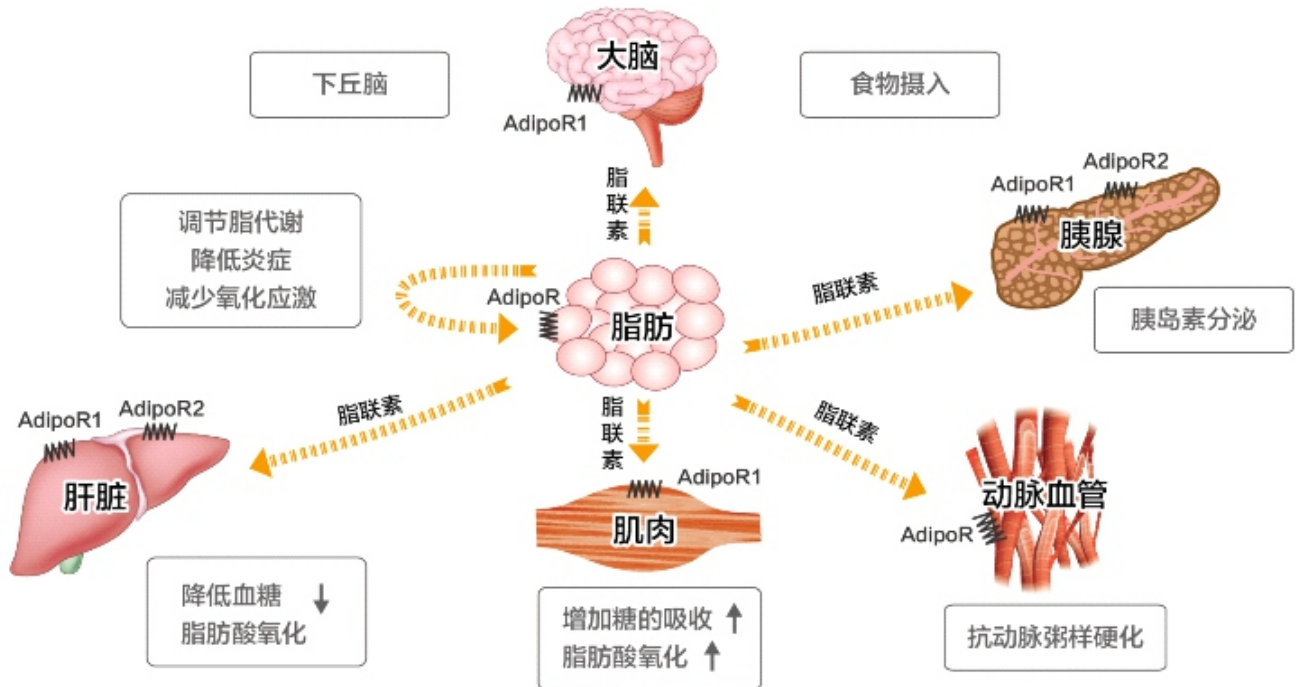 大脑
下丘脑
食物摄入
AdipoR1
AdipoR2
AdipoR1
脂联素
胰腺
调节脂代谢
降低炎症
减少氧化应激
AdipoR
脂肪
脂联素
胰岛素分泌
AdipoR1
AdipoR2
脂联素
脂联素
脂联素
肝脏
AdipoR1
肌肉
动脉血管
AdipoR
降低血糖 ↓
脂肪酸氧化
增加糖的吸收 ↑
脂肪酸氧化 ↑
抗动脉粥样硬化